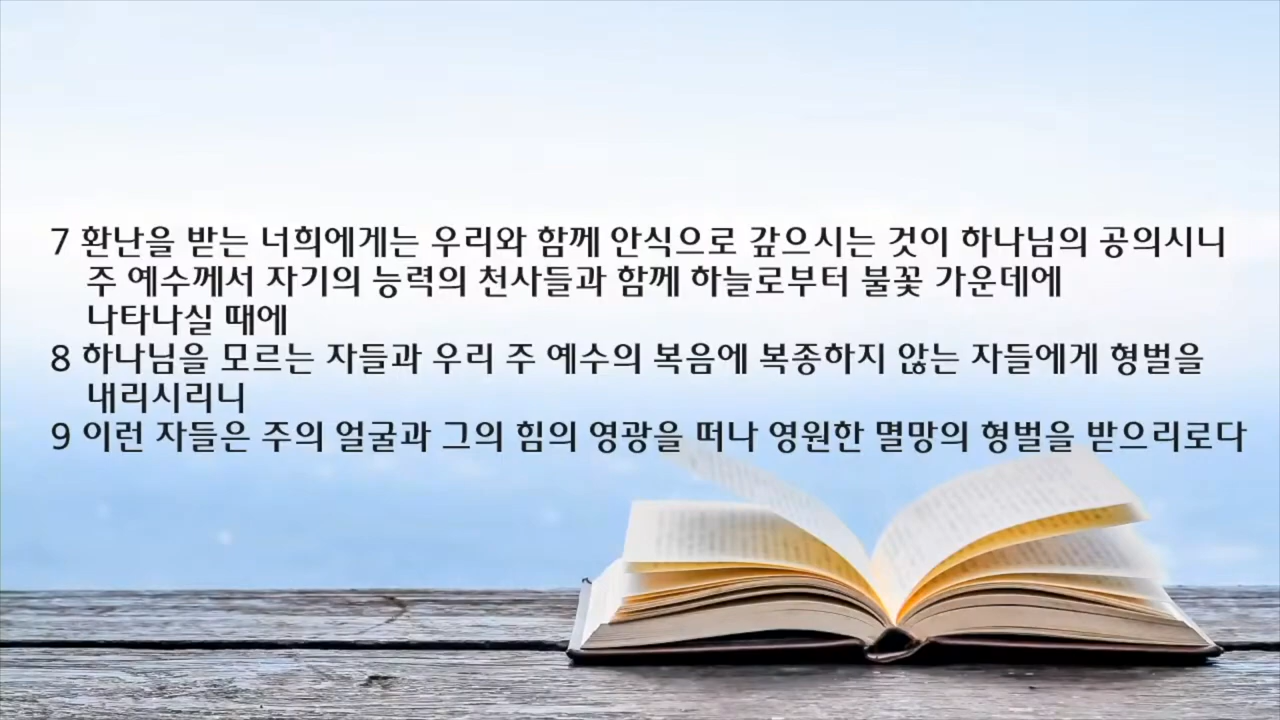 7 환난을 받는 너희에게는 우리와 함께 안식으로 갚으시는 것이 하나님의 공의시니
주 예수께서 자기의 능력의 천사들과 함께 하늘로부터 불꽃 가운데에
나타나실 때에
8 하나님을 모르는 자들과 우리 주 예수의 복음에 복종하지 않는 자들에게 형벌을
내리시리니
9 이런 자들은 주의 얼굴과 그의 힘의 영광을 떠나 영원한 멸망의 형벌을 받으리로다